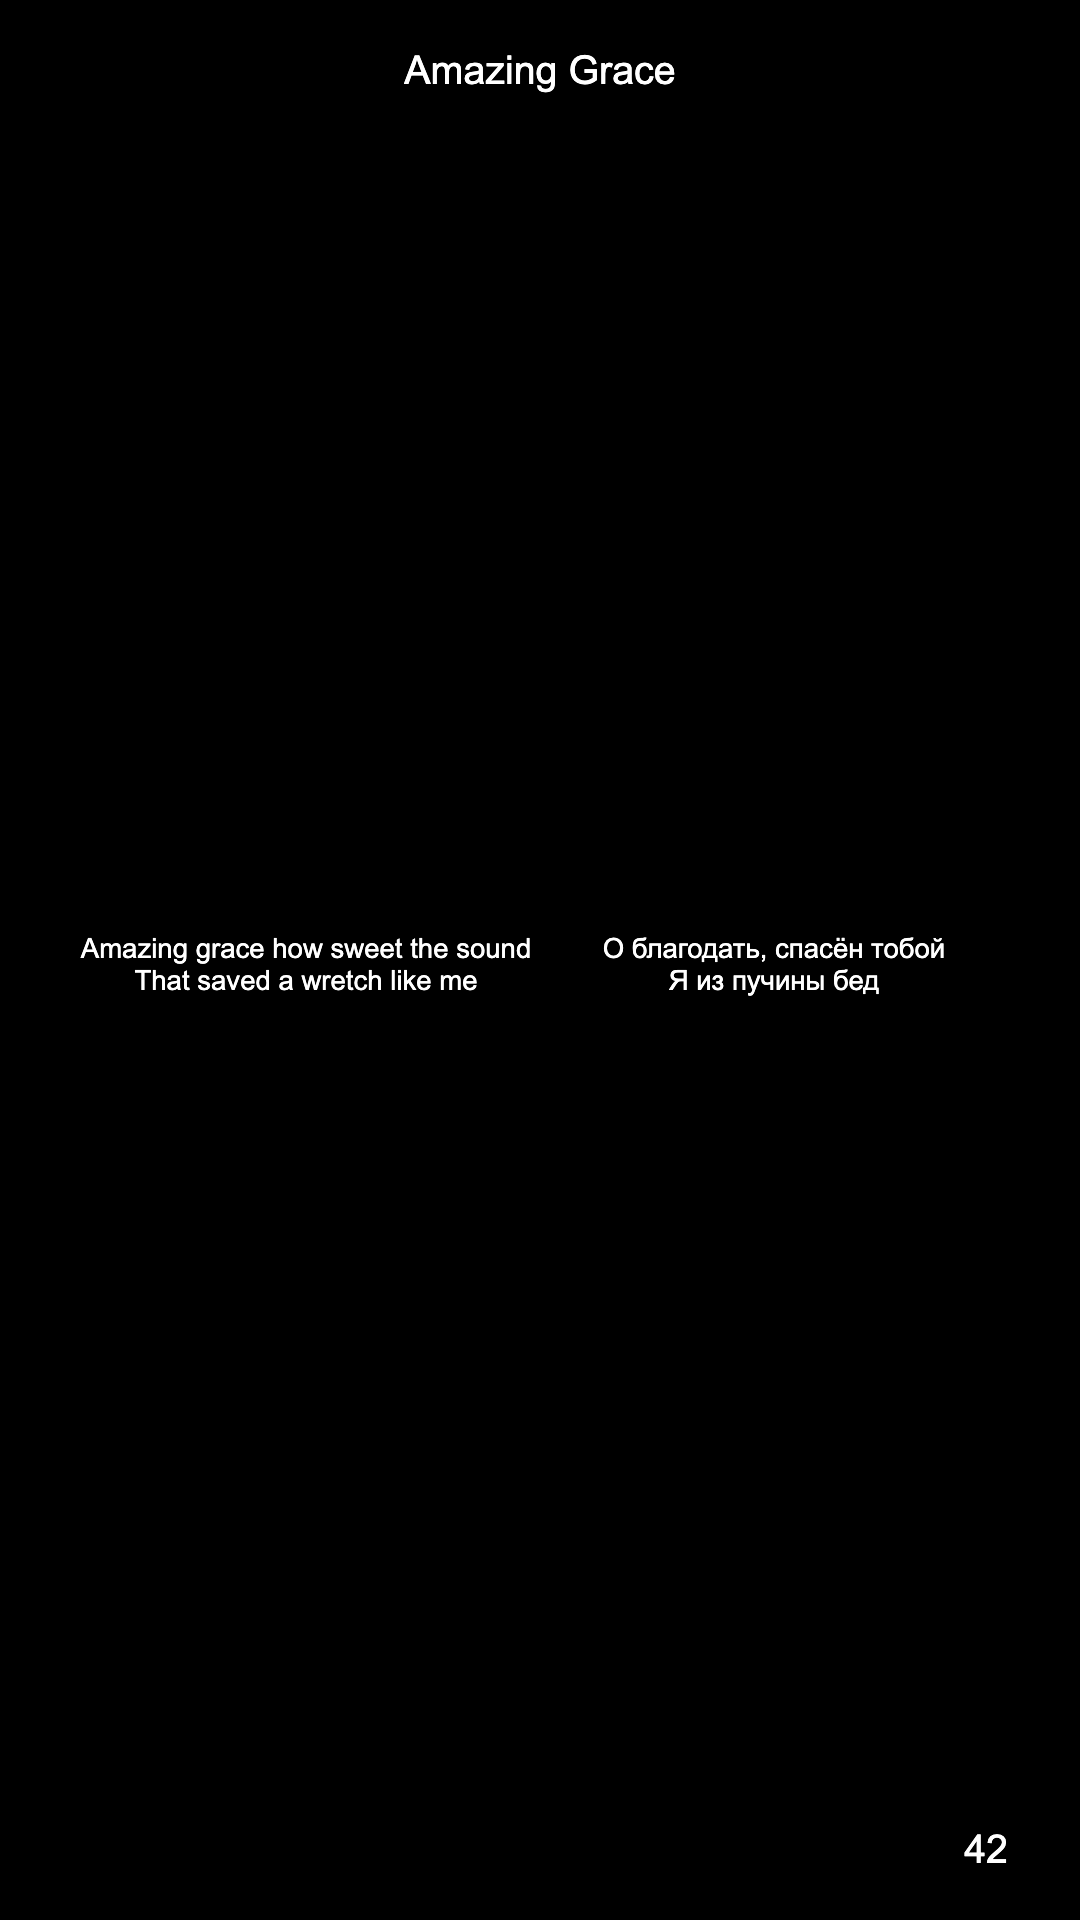 Amazing Grace
Amazing grace how sweet the sound
That saved a wretch like me
О благодать, спасён тобой
Я из пучины бед
42